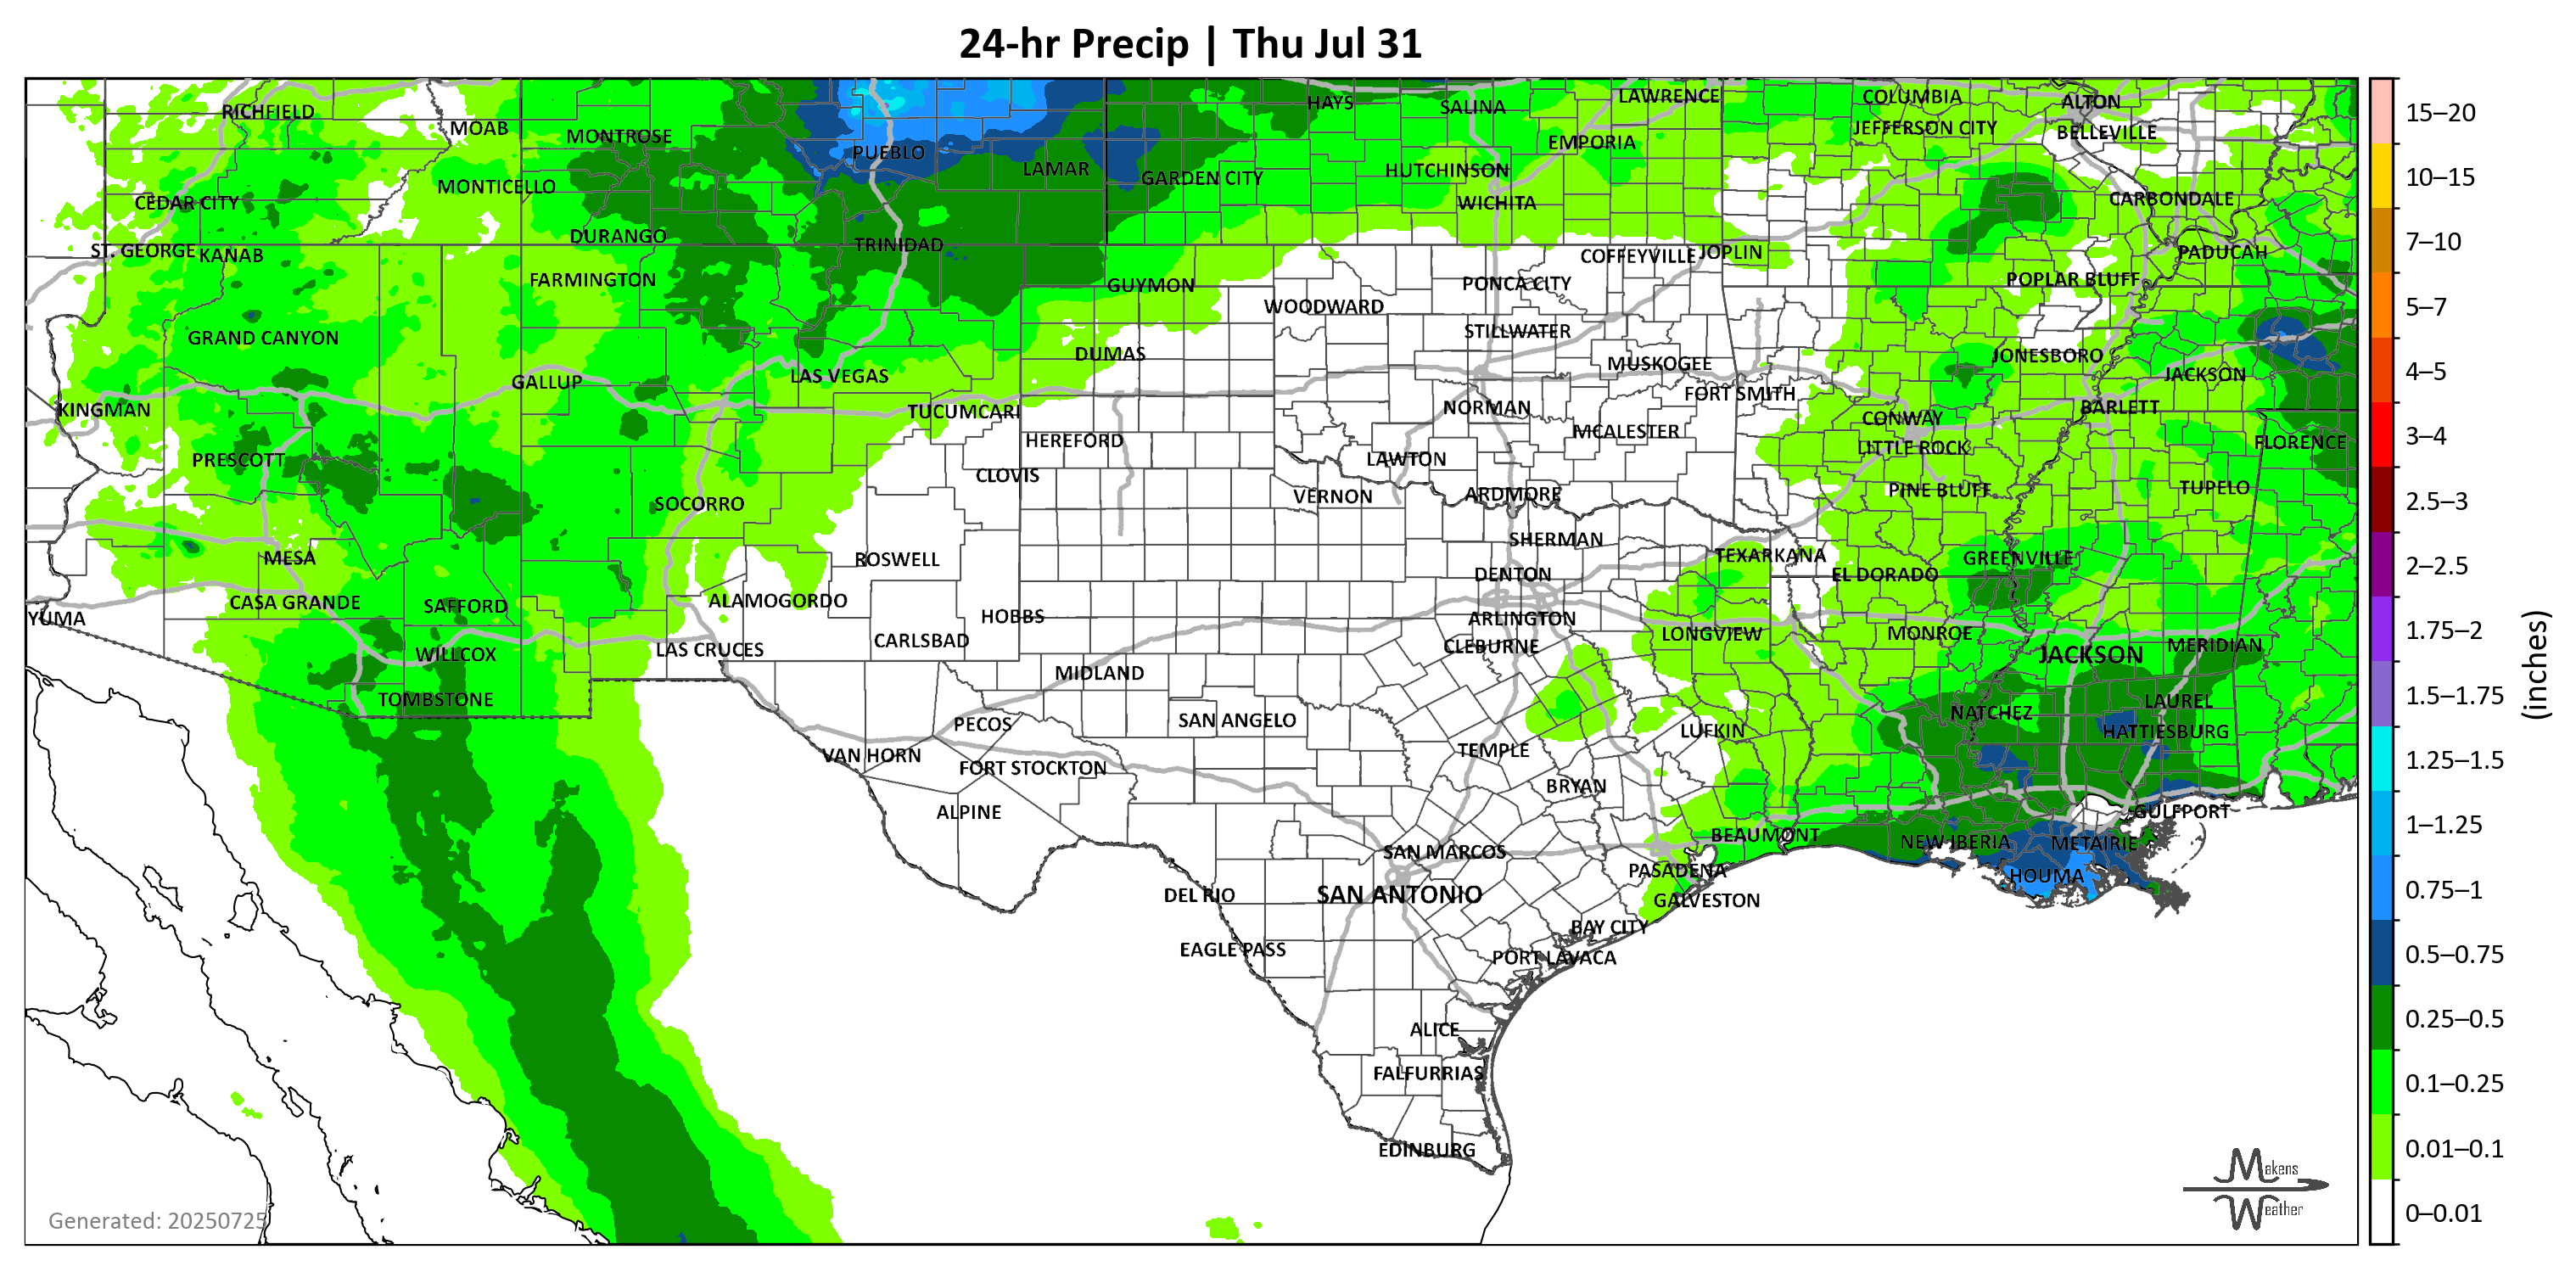 24-hr Precip | Thu Jul 31
RICHFIELD
MOAB
MONTROSE
PUEBLO
LAMAR
HAYS
SALINA
LAWRENCE
COLUMBIA
ALTON
JEFFERSON CITY
BELLEVILLE
EMPORIA
MONTICELLO
GARDEN CITY
HUTCHINSON
CEDAR CITY
WICHITA
CARBONDALE
DURANGO
TRINIDAD
ST. GEORGE
KANAB
COFFEYVILLE
JOPLIN
PADUCAH
FARMINGTON
GUYMON
PONCA CITY
POPLAR BLUFF
WOODWARD
GRAND CANYON
STILLWATER
DUMAS
JONESBORO
MUSKOGEE
GALLUP
LAS VEGAS
JACKSON
FORT SMITH
KINGMAN
TUCUMCARI
NORMAN
BARLETT
CONWAY
HEREFORD
MCALESTER
FLORENCE
LITTLE ROCK
PRESCOTT
LAWTON
CLOVIS
PINE BLUFF
TUPELO
SOCORRO
VERNON
ARDMORE
SHERMAN
MESA
ROSWELL
TEXARKANA
GREENVILLE
DENTON
EL DORADO
CASA GRANDE
SAFFORD
ALAMOGORDO
HOBBS
YUMA
ARLINGTON
CARLSBAD
LONGVIEW
MONROE
WILLCOX
LAS CRUCES
CLEBURNE
JACKSON
MERIDIAN
MIDLAND
TOMBSTONE
LAUREL
NATCHEZ
PECOS
SAN ANGELO
LUFKIN
HATTIESBURG
VAN HORN
TEMPLE
FORT STOCKTON
BRYAN
ALPINE
GULFPORT
BEAUMONT
NEW IBERIA
METAIRIE
SAN MARCOS
PASADENA
HOUMA
DEL RIO
SAN ANTONIO
GALVESTON
BAY CITY
EAGLE PASS
PORT LAVACA
ALICE
FALFURRIAS
EDINBURG
Generated: 20250725
Makens
Weather
15–20
10–15
7–10
5–7
4–5
3–4
2.5–3
2–2.5
1.75–2
1.5–1.75
1.25–1.5
1–1.25
0.75–1
0.5–0.75
0.25–0.5
0.1–0.25
0.01–0.1
0–0.01
(inches)